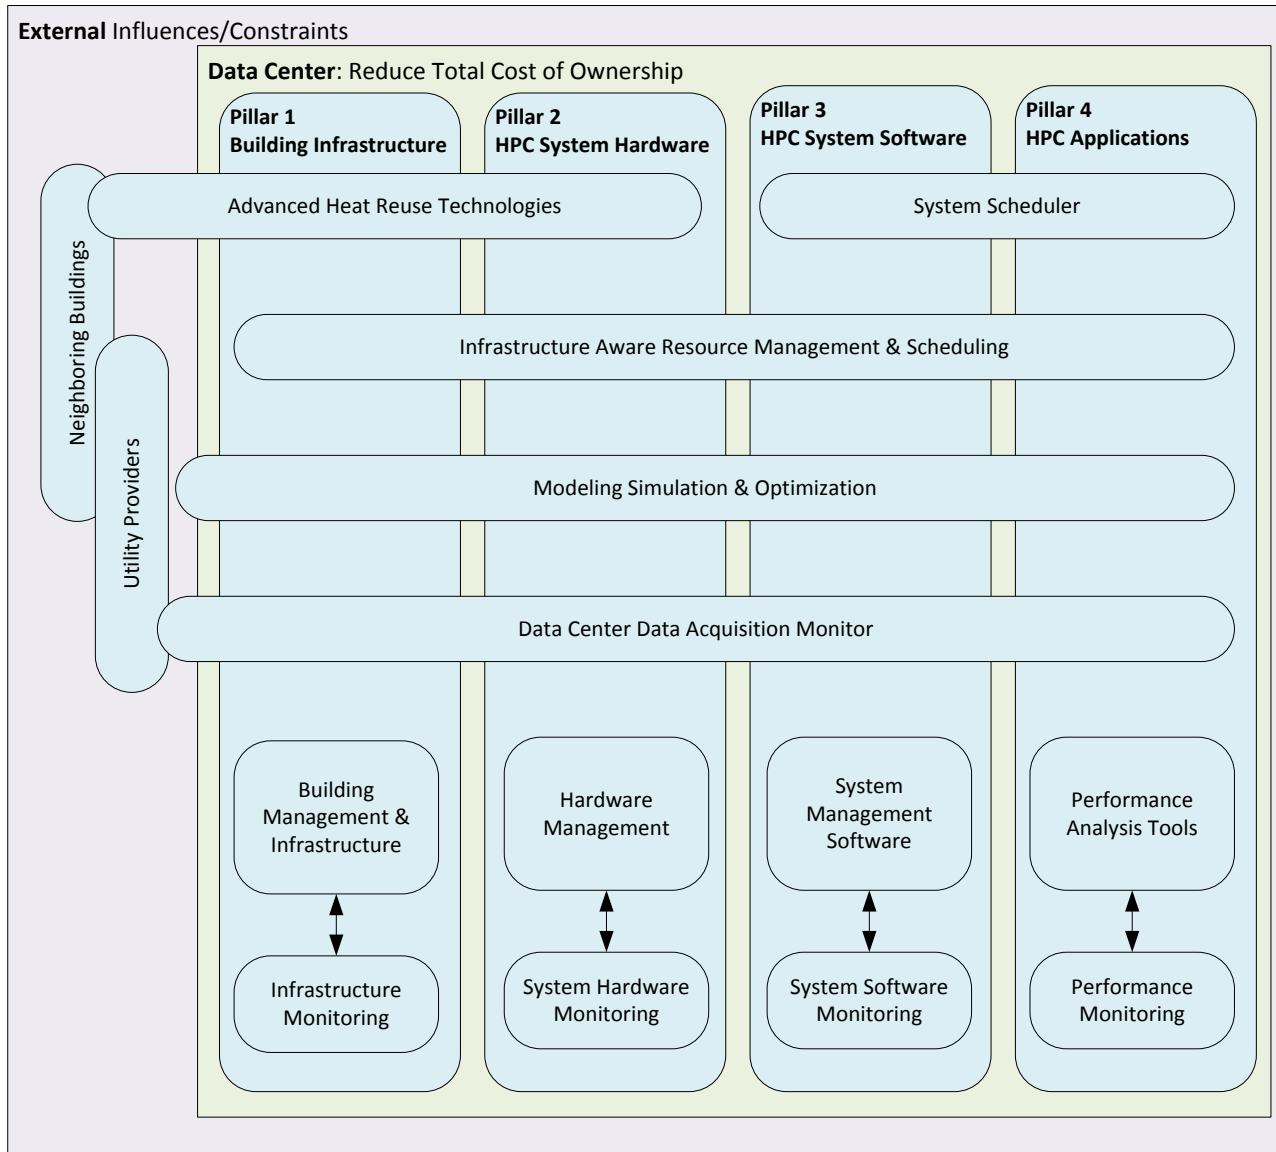 External Influences/Constraints
Data Center: Reduce Total Cost of Ownership
Pillar 1
Building Infrastructure
Pillar 2
HPC System Hardware
Pillar 3
HPC System Software
Pillar 4
HPC Applications
Advanced Heat Reuse Technologies
System Scheduler
Neighboring Buildings
Infrastructure Aware Resource Management & Scheduling
Utility Providers
Modeling Simulation & Optimization
Data Center Data Acquisition Monitor
Building
Management &
Infrastructure
Hardware
Management
System
Management
Software
Performance
Analysis Tools
Infrastructure
Monitoring
System Hardware
Monitoring
System Software
Monitoring
Performance
Monitoring